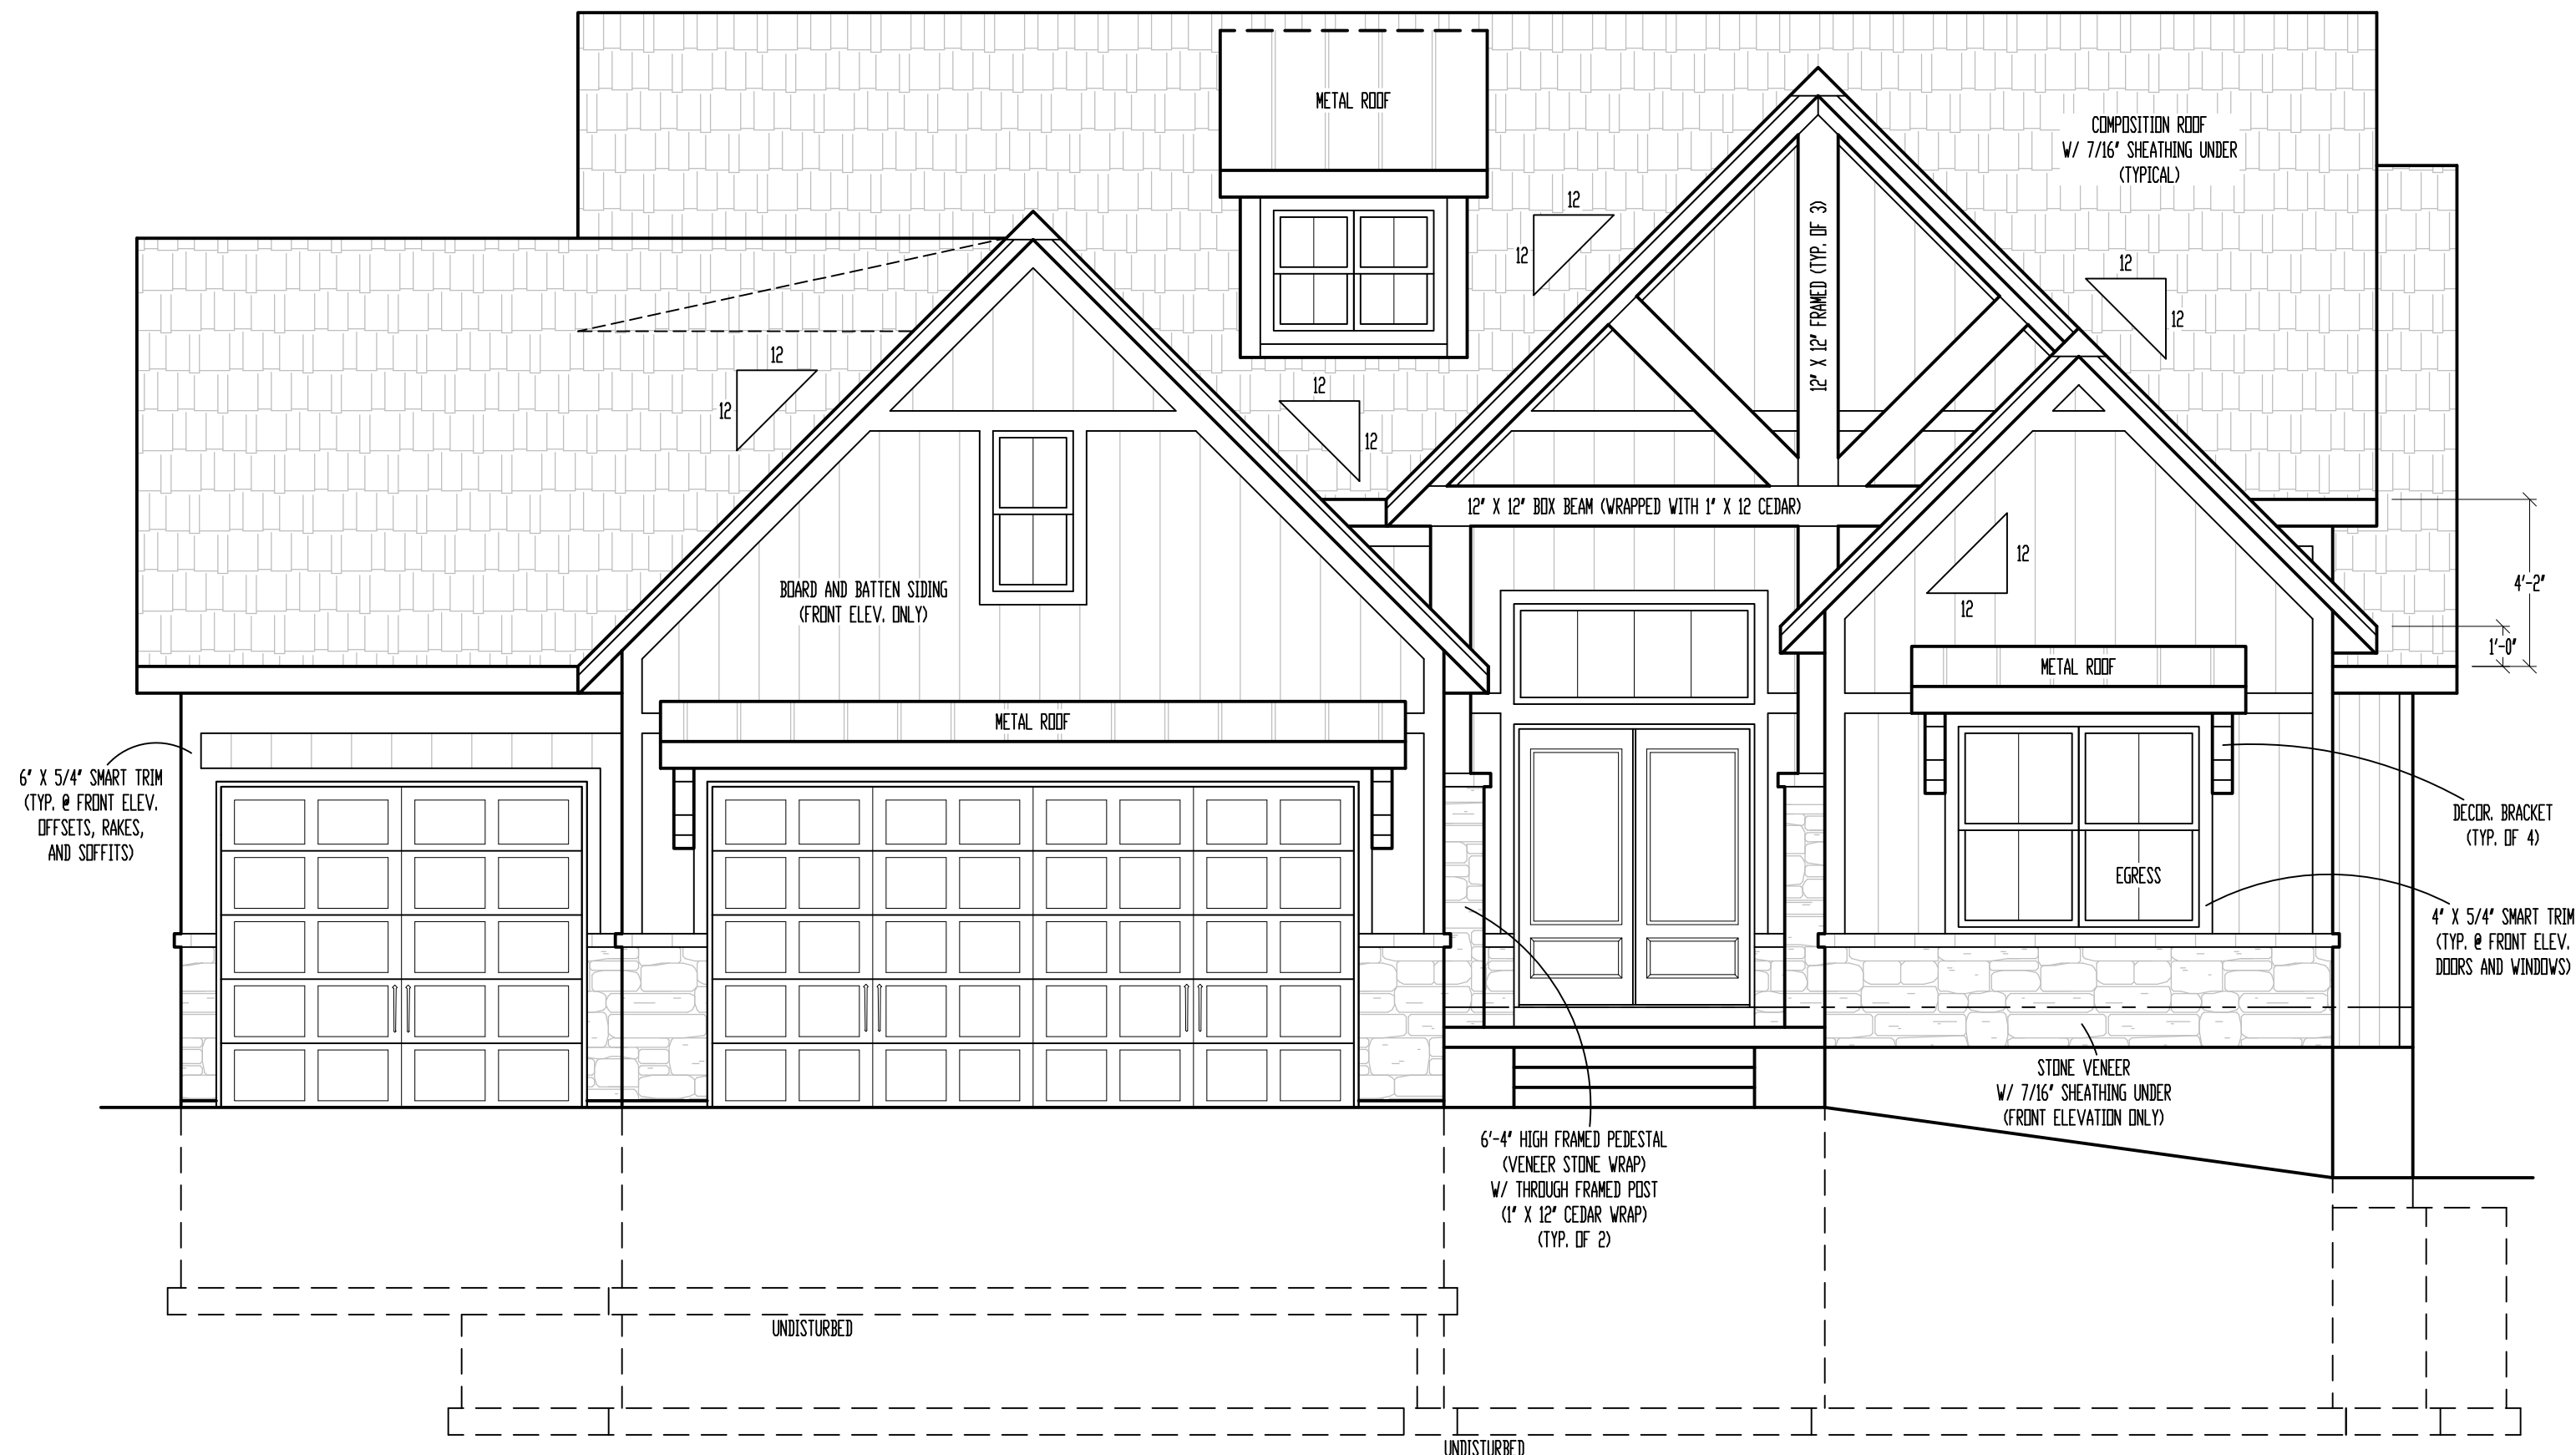 METAL ROOF
COMPOSITION ROOF
W/ 7/16" SHEATHING UNDER
(TYPICAL)
12
12
12" X 12" FRAMED (TYP. OF 3)
12
12
12
12
12
12
12" X 12" BOX BEAM (WRAPPED WITH 1" X 12 CEDAR)
12
12
4'-2"
1'-0"
BOARD AND BATTEN SIDING
(FRONT ELEV. ONLY)
METAL ROOF
METAL ROOF
6" X 5/4" SMART TRIM
(TYP. @ FRONT ELEV.
OFFSETS, RAKES,
AND SOFFITS)
DECOR. BRACKET
(TYP. OF 4)
EGRESS
4" X 5/4" SMART TRIM
(TYP. @ FRONT ELEV.
DOORS AND WINDOWS)
STONE VENEER
W/ 7/16" SHEATHING UNDER
(FRONT ELEVATION ONLY)
6'-4" HIGH FRAMED PEDESTAL
(VENEER STONE WRAP)
W/ THROUGH FRAMED POST
(1" X 12" CEDAR WRAP)
(TYP. OF 2)
UNDISTURBED
UNDISTURBED